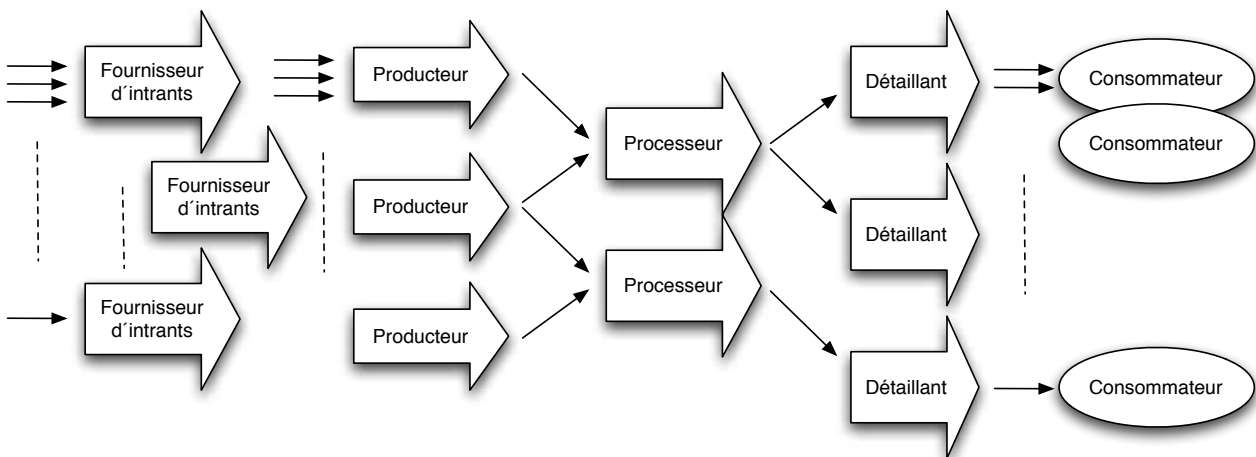 Fournisseur
d´intrants
Fournisseur
d´intrants
Fournisseur
d´intrants
Producteur
Producteur
Producteur
Processeur
Processeur
Détaillant
Détaillant
Détaillant
Consommateur
Consommateur
Consommateur